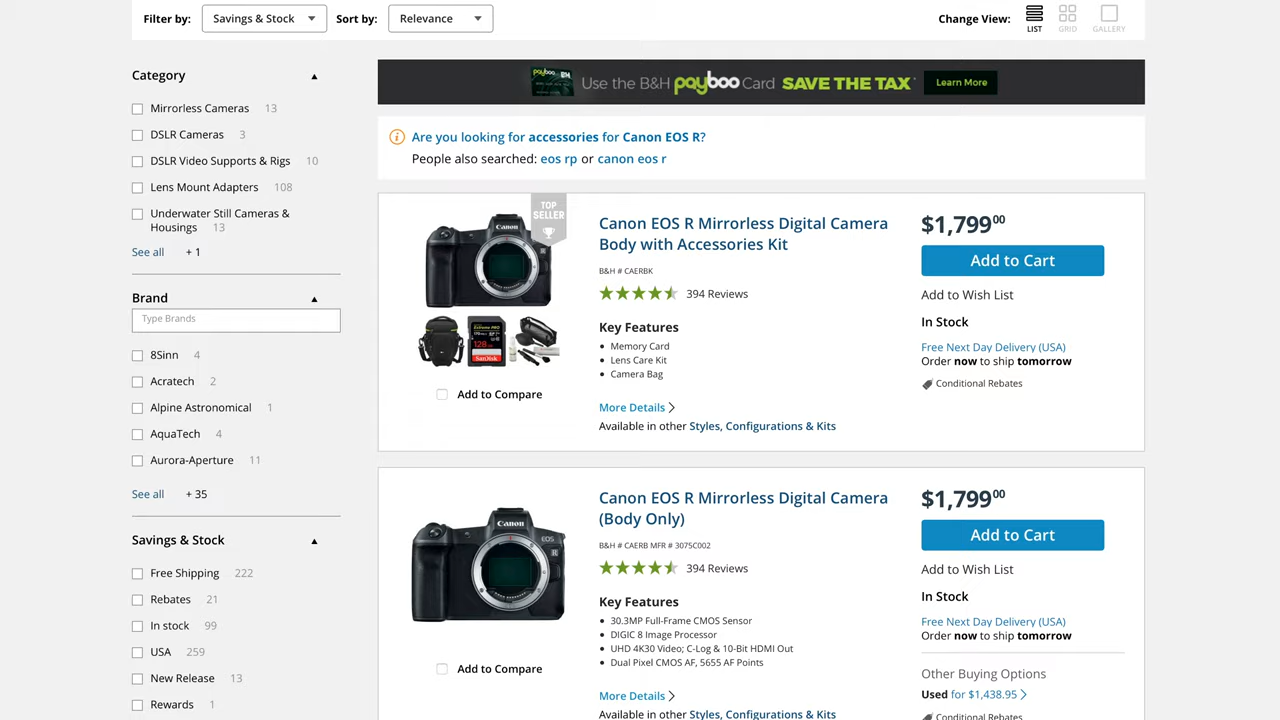 Filter by: Savings & Stock Sort by: Relevance Change View: LIST GRID GALLERY
Category
Mirrorless Cameras 13
DSLR Cameras 3
DSLR Video Supports & Rigs 10
Lens Mount Adapters 108
Underwater Still Cameras &
Housings 13
See all + 1
Brand
Type Brands
8Sinn 4
Acratech 2
Alpine Astronomical 1
AquaTech 4
Aurora-Aperture 11
See all + 35
Savings & Stock
Free Shipping 222
Rebates 21
In stock 99
USA 259
New Release 13
Rewards 1
payboo B&H Use the B&H payboo Card SAVE THE TAX Learn More
Are you looking for accessories for Canon EOS R?
People also searched: eos rp or canon eos r
TOP
SELLER
Canon
R
Extreme PRO
128
SanDisk
Add to Compare
Canon EOS R Mirrorless Digital Camera
Body with Accessories Kit
B&H # CAERBK
394 Reviews
Key Features
• Memory Card
• Lens Care Kit
• Camera Bag
More Details
Available in other Styles, Configurations & Kits
$1,799.00
Add to Cart
Add to Wish List
In Stock
Free Next Day Delivery (USA)
Order now to ship tomorrow
Conditional Rebates
Canon
EOS
R
Add to Compare
Canon EOS R Mirrorless Digital Camera
(Body Only)
B&H # CAERB MFR # 3075C002
394 Reviews
Key Features
• 30.3MP Full-Frame CMOS Sensor
• DIGIC 8 Image Processor
• UHD 4K30 Video; C-Log & 10-Bit HDMI Out
• Dual Pixel CMOS AF, 5655 AF Points
More Details
Available in other Styles, Configurations & Kits
$1,799.00
Add to Cart
Add to Wish List
In Stock
Free Next Day Delivery (USA)
Order now to ship tomorrow
Other Buying Options
Used for $1,438.95
Conditional Rebates